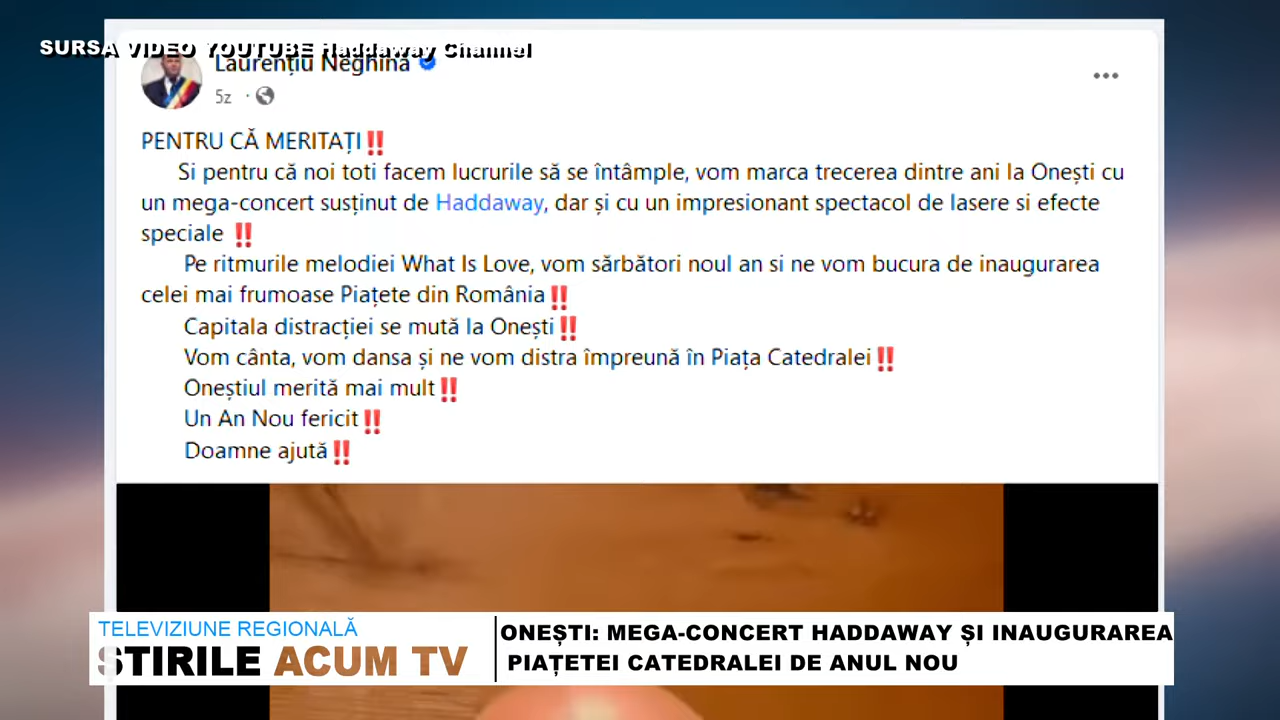 SURSA VIDEO YOUTUBE Haddaway Channel
Laurențiu Neghină
5z ·
PENTRU CĂ MERITAȚI‼️
Si pentru că noi toti facem lucrurile să se întâmple, vom marca trecerea dintre ani la Onești cu
un mega-concert susținut de Haddaway, dar și cu un impresionant spectacol de lasere si efecte
speciale ‼️
Pe ritmurile melodiei What Is Love, vom sărbători noul an si ne vom bucura de inaugurarea
celei mai frumoase Piațete din România‼️
Capitala distracției se mută la Onești‼️
Vom cânta, vom dansa și ne vom distra împreună în Piața Catedralei‼️
Oneștiul merită mai mult‼️
Un An Nou fericit‼️
Doamne ajută‼️
TELEVIZIUNE REGIONALĂ
STIRILE ACUM TV
ONEȘTI: MEGA-CONCERT HADDAWAY ȘI INAUGURAREA
PIAȚETEI CATEDRALEI DE ANUL NOU